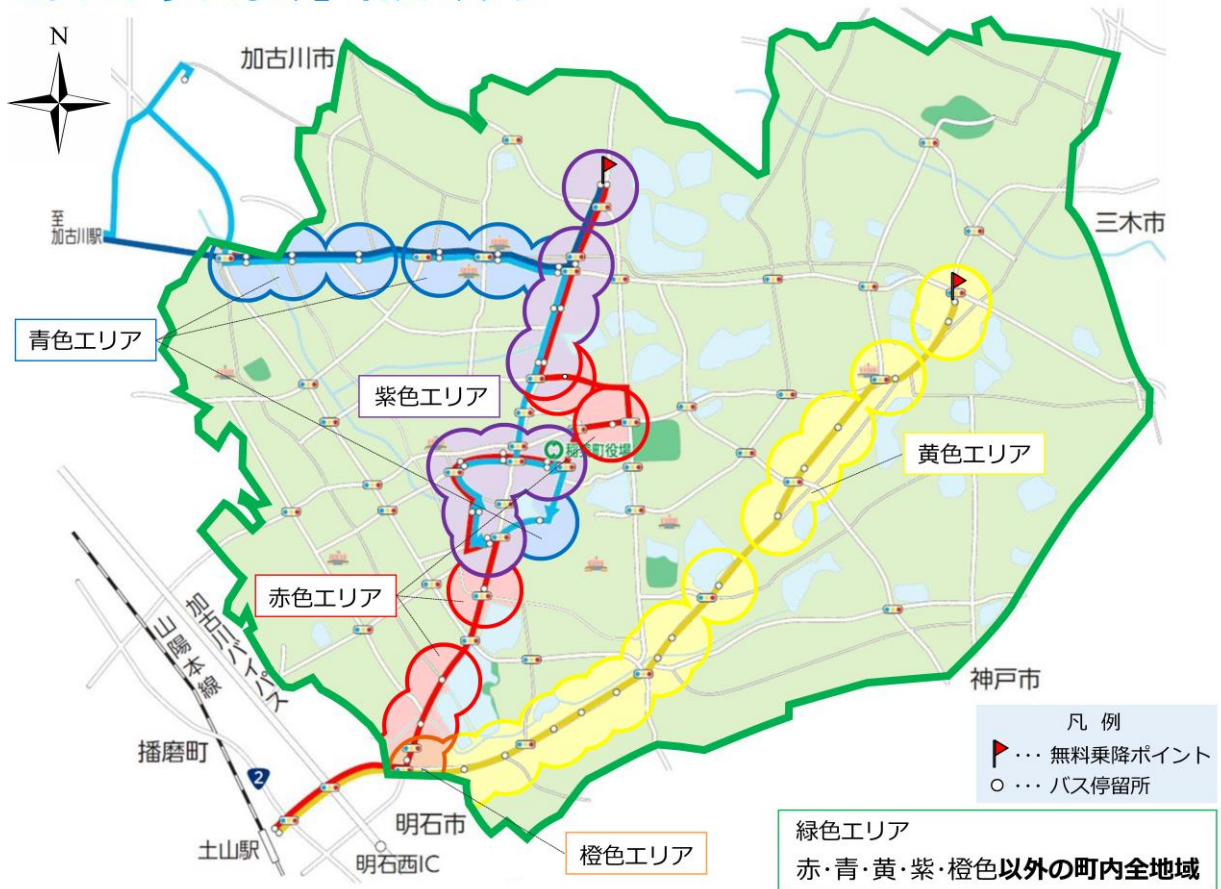 N
加古川市
至
加古川駅
三木市
青色エリア
紫色エリア
稲美町役場
黄色エリア
赤色エリア
加古川バイパス
山陽本線
神戸市
播磨町
2
凡 例
・・・ 無料乗降ポイント
・・・ バス停留所
明石市
土山駅
明石西IC
橙色エリア
緑色エリア
赤・青・黄・紫・橙色以外の町内全地域